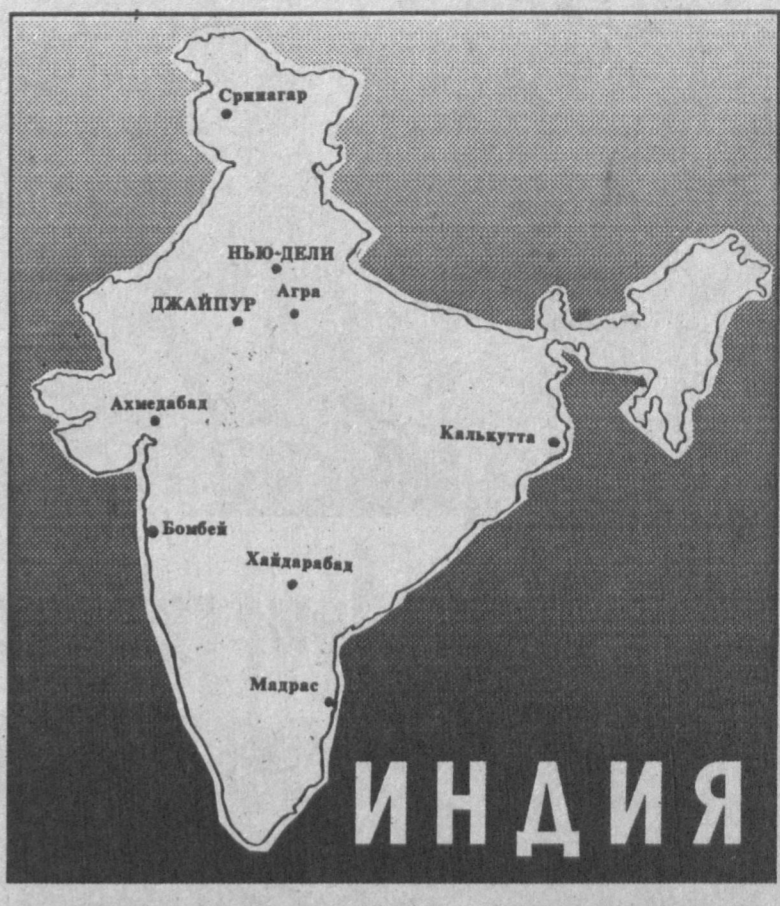 Сринагар
НЬЮ-ДЕЛИ
Агра
ДЖАЙПУР
Ахмедабад
Калькутта
Бомбей
Хайдарабад
Мадрас
ИНДИЯ